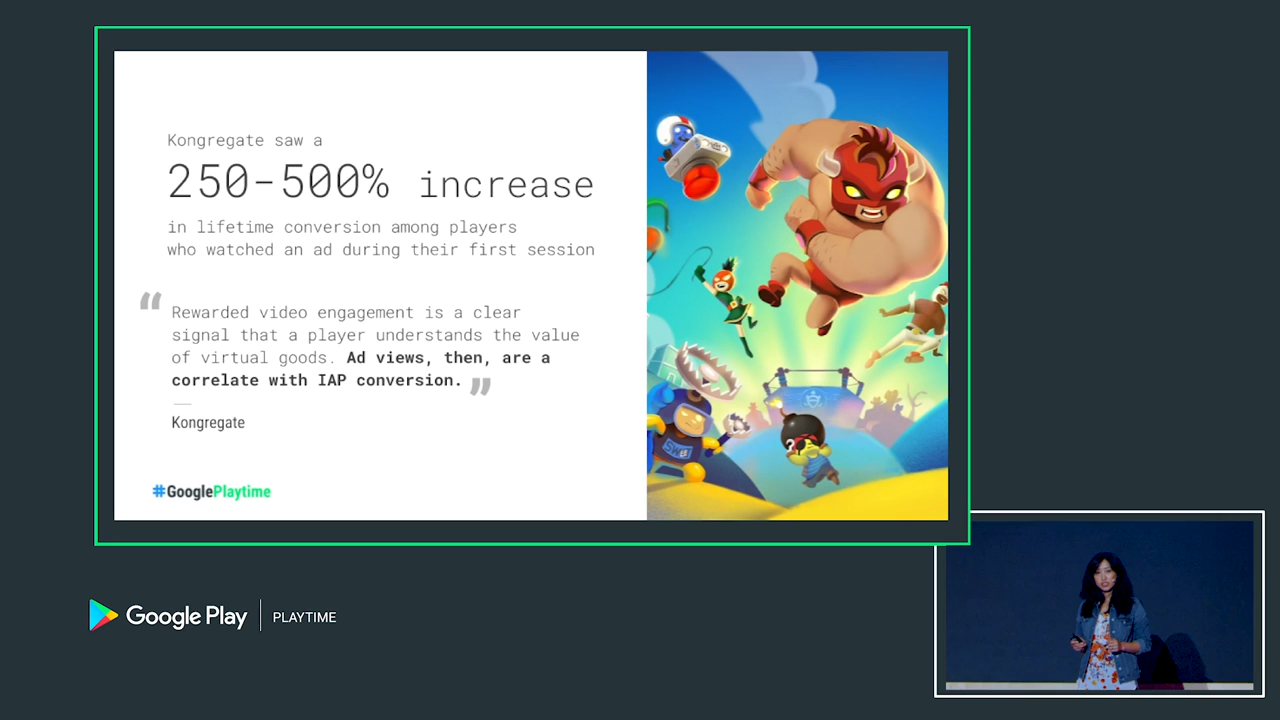 Kongregate saw a
250-500% increase
in lifetime conversion among players
who watched an ad during their first session
“ Rewarded video engagement is a clear
signal that a player understands the value
of virtual goods. Ad views, then, are a
correlate with IAP conversion. ”
Kongregate
#GooglePlaytime
SW
Google Play | PLAYTIME